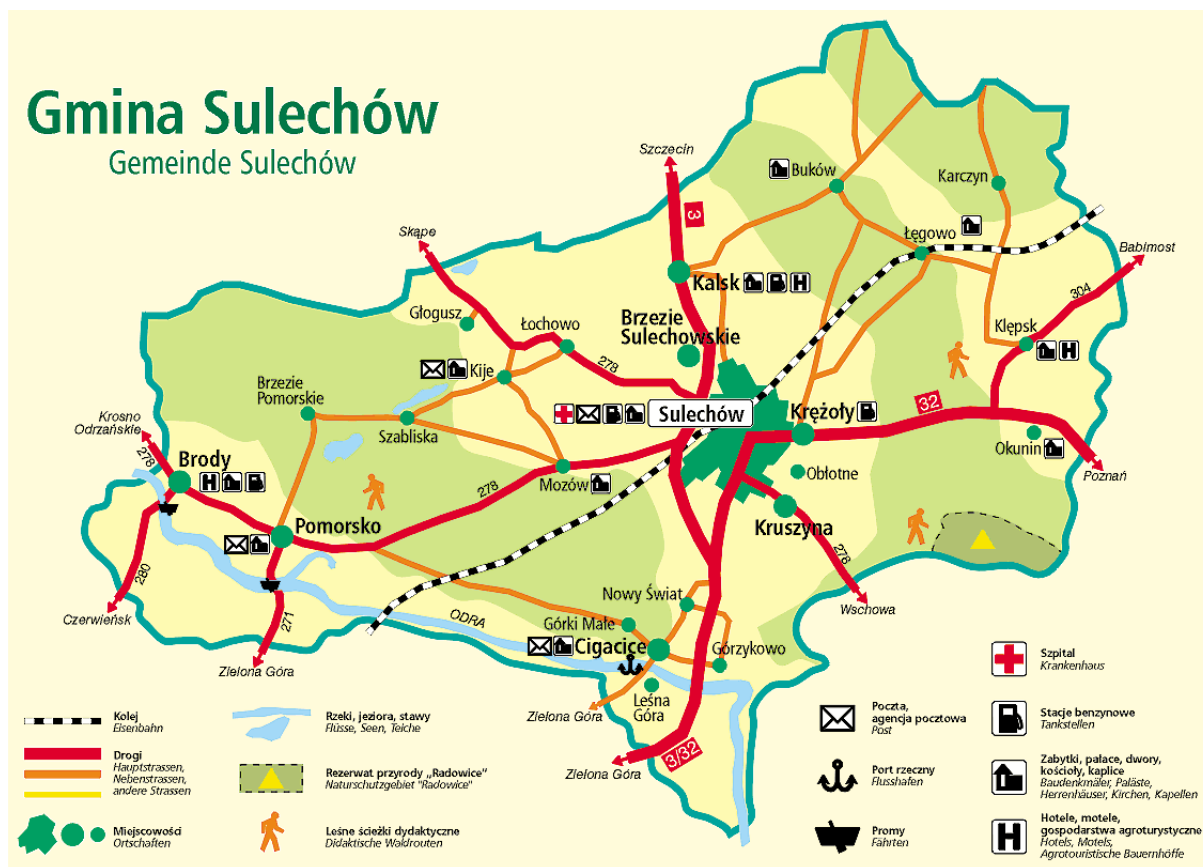 Gmina Sulechów
Gemeinde Sulechów
Szczecin
3
Buków
Karczyn
Skąpe
Łęgowo
Babimost
304
Kalsk
H
Głogusz
Łochowo
Brzezie
Sulechowskie
Klępsk
H
278
Kije
Brzezie
Pomorskie
Krosno
Odrzańskie
278
Szabliska
Sulechów
Krężoły
32
Okunin
Poznań
Brody
H
278
Mozów
Obłotne
Pomorsko
Kruszyna
278
Wschowa
280
Czerwieńsk
271
Zielona Góra
ODRA
Nowy Świat
Górki Małe
Cigacice
Górzykowo
Leśna
Góra
Zielona Góra
3/32
Zielona Góra
Kolej
Eisenbahn
Drogi
Hauptstrassen,
Nebenstrassen,
andere Strassen
Miejscowości
Ortschaften
Rzeki, jeziora, stawy
Flüsse, Seen, Teiche
Rezerwat przyrody „Radowice”
Naturschutzgebiet "Radowice"
Leśne ścieżki dydaktyczne
Didaktische Waldrouten
Poczta,
agencja pocztowa
Post
Port rzeczny
Flusshafen
Promy
Fährten
Szpital
Krankenhaus
Stacje benzynowe
Tankstellen
Zabytki, pałace, dwory,
kościoły, kaplice
Baudenkmäler, Paläste,
Herrenhäuser, Kirchen, Kapellen
H
Hotele, motele,
gospodarstwa agroturystyczne
Hotels, Motels,
Agrotouristische Bauernhöffe